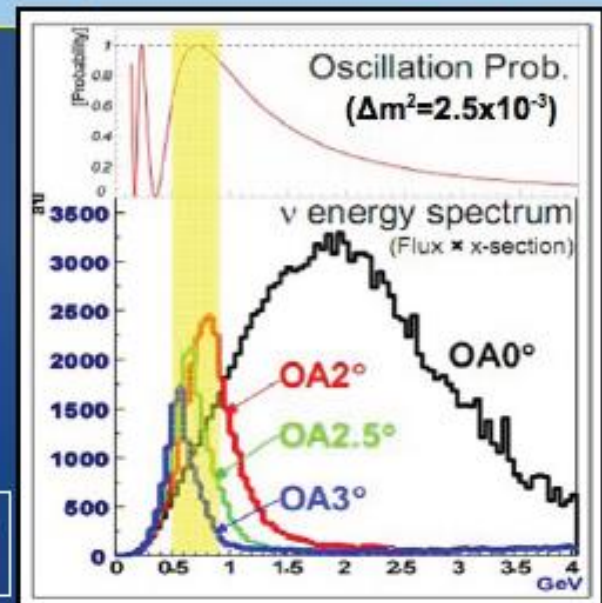 [Probability]
1
0.8
0.6
0.4
0.2
0
Oscillation Prob.
(Δm²=2.5x10⁻³)
au
3500
3000
2500
2000
1500
1000
500
0
ν energy spectrum
(Flux * x-section)
OA0°
OA2°
OA2.5°
OA3°
0 0.5 1 1.5 2 2.5 3 3.5 4
GeV